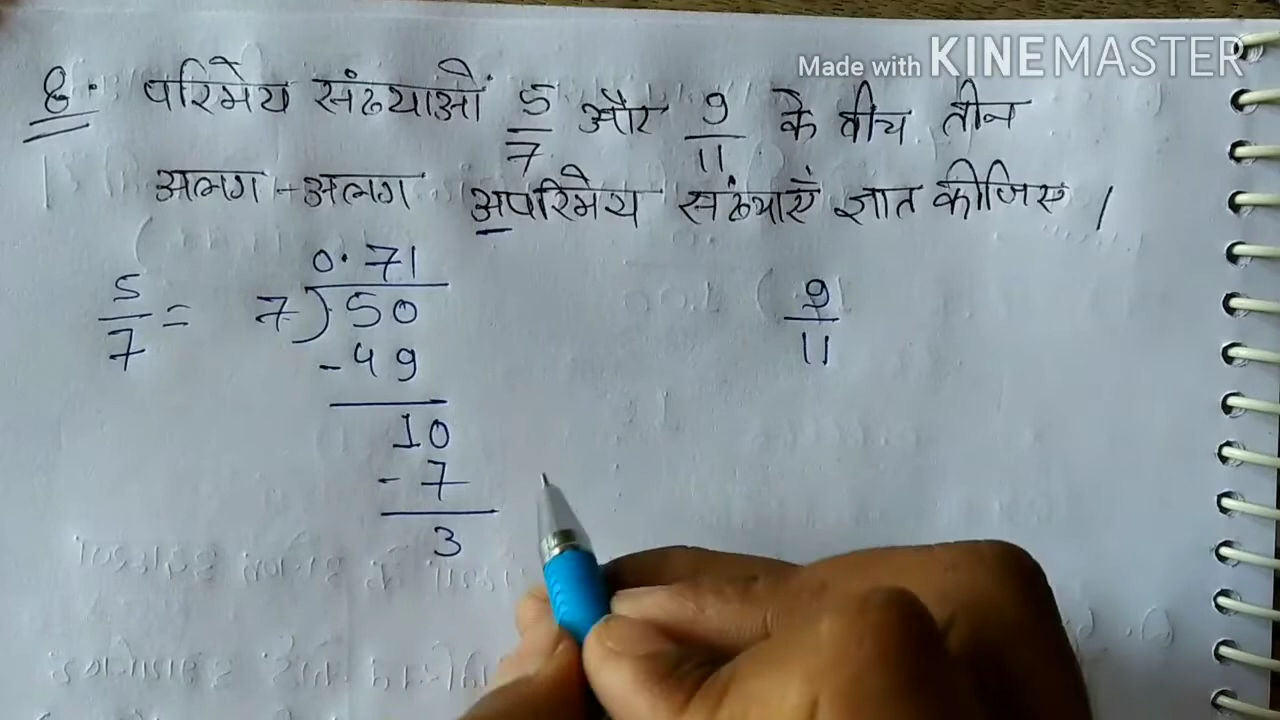 Made with KINEMASTER
8. परिमेय संख्याओं 5/7 और 9/11 के बीच तीन
अलग-अलग अपरिमेय संख्याएं ज्ञात कीजिए।
0.71
5/7 = 7)50
9/11
-49
10
-7
3